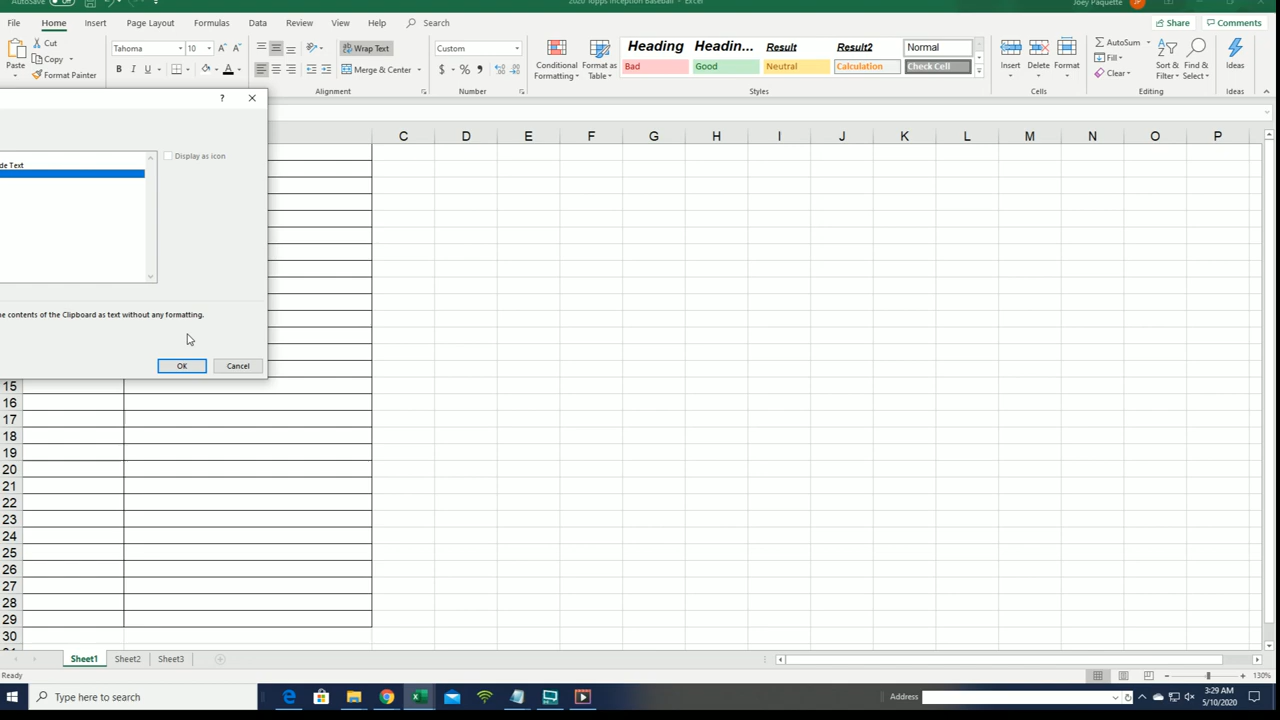 AutoSave
2020 Topps Inception Baseball - Excel
Joey Paquette
JP
File Home Insert Page Layout Formulas Data Review View Help Search
Share Comments
Paste
Cut
Copy
Format Painter
Tahoma 10
B I U A
Wrap Text
Merge & Center
Alignment
Custom
$ % ,
Number
Conditional Formatting
Format as Table
Heading Headin... Result Result2 Normal
Bad Good Neutral Calculation Check Cell
Styles
Insert Delete Format
Cells
AutoSum
Fill
Clear
Sort & Filter
Find & Select
Editing
Ideas
Ideas
C D E F G H I J K L M N O P
?
Display as icon
de Text
e contents of the Clipboard as text without any formatting.
OK Cancel
15
16
17
18
19
20
21
22
23
24
25
26
27
28
29
30
Sheet1 Sheet2 Sheet3
Ready
130%
Type here to search
Address
3:29 AM
5/10/2020